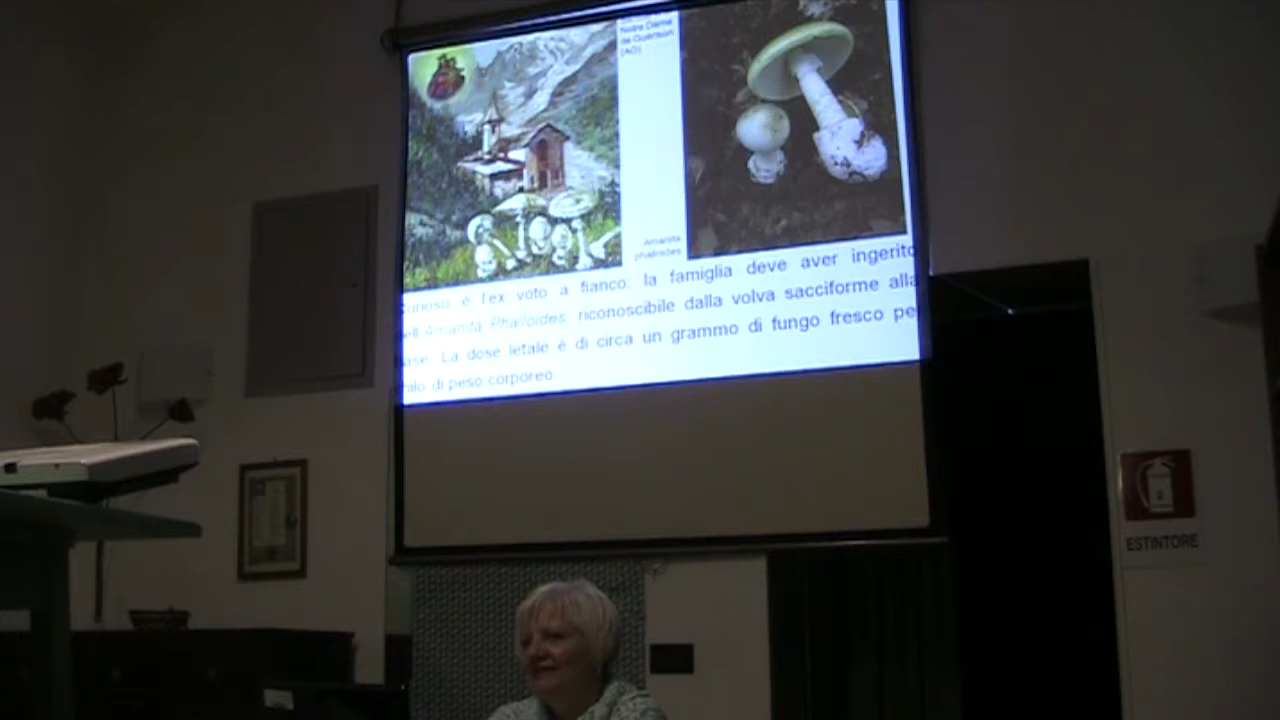 Notre Dame
de Guerison
(AO)
Amanita
phalloides
curioso è l'ex voto a fianco: la famiglia deve aver ingerito
dell'Amanita Phalloides, riconoscibile dalla volva sacciforme alla
base. La dose letale è di circa un grammo di fungo fresco pe
hilo di peso corporeo.
ESTINTORE